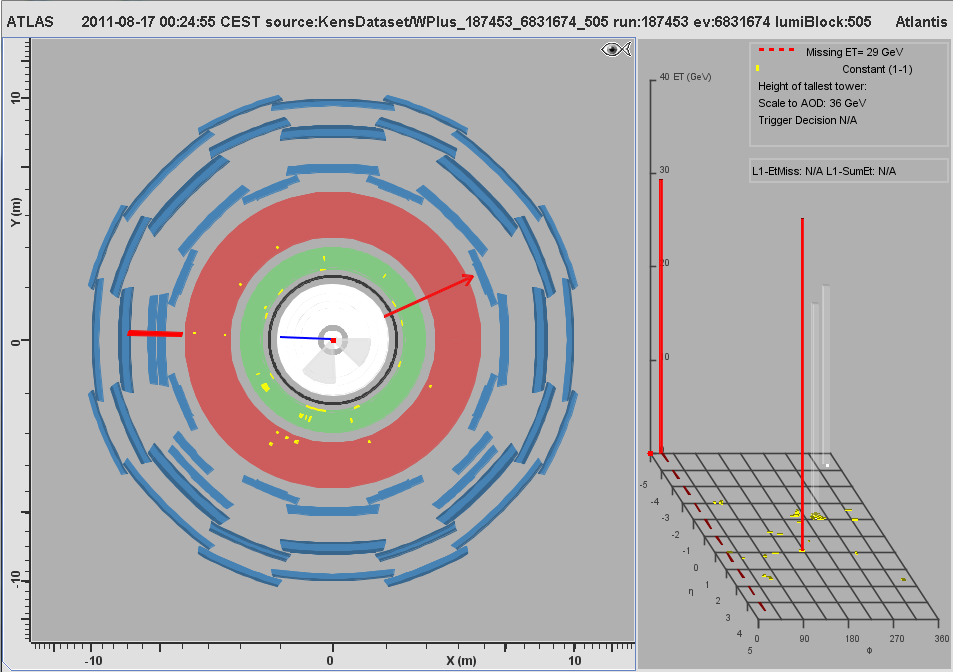 ATLAS 2011-08-17 00:24:55 CEST source:KensDataset/WPlus_187453_6831674_505 run:187453 ev:6831674 lumiBlock:505 Atlantis
Missing ET= 29 GeV
Constant (1-1)
Height of tallest tower:
Scale to AOD: 36 GeV
Trigger Decision N/A
L1-EtMiss: N/A L1-SumEt: N/A
10
Y (m)
0
-10
-10
0
X (m)
10
40 ET (GeV)
30
20
0
-5
-4
-3
-2
-1
0
1
2
3
4
5
η
0
90
180
270
360
Φ